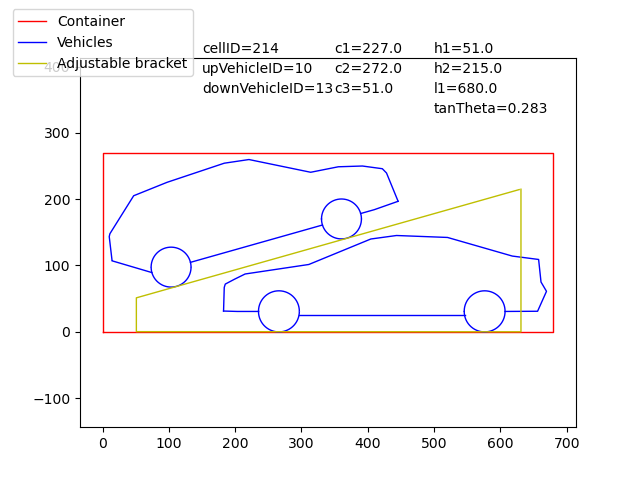 Container
Vehicles
Adjustable bracket
cellID=214 c1=227.0 h1=51.0
upVehicleID=10 c2=272.0 h2=215.0
downVehicleID=13 c3=51.0 l1=680.0
tanTheta=0.283
400
300
200
100
0
−100
0 100 200 300 400 500 600 700